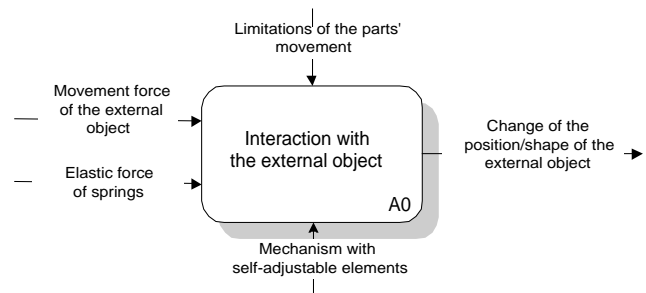 Limitations of the parts'
movement
Movement force
of the external
object
Elastic force
of springs
Interaction with
the external object
A0
Change of the
position/shape of the
external object
Mechanism with
self-adjustable elements